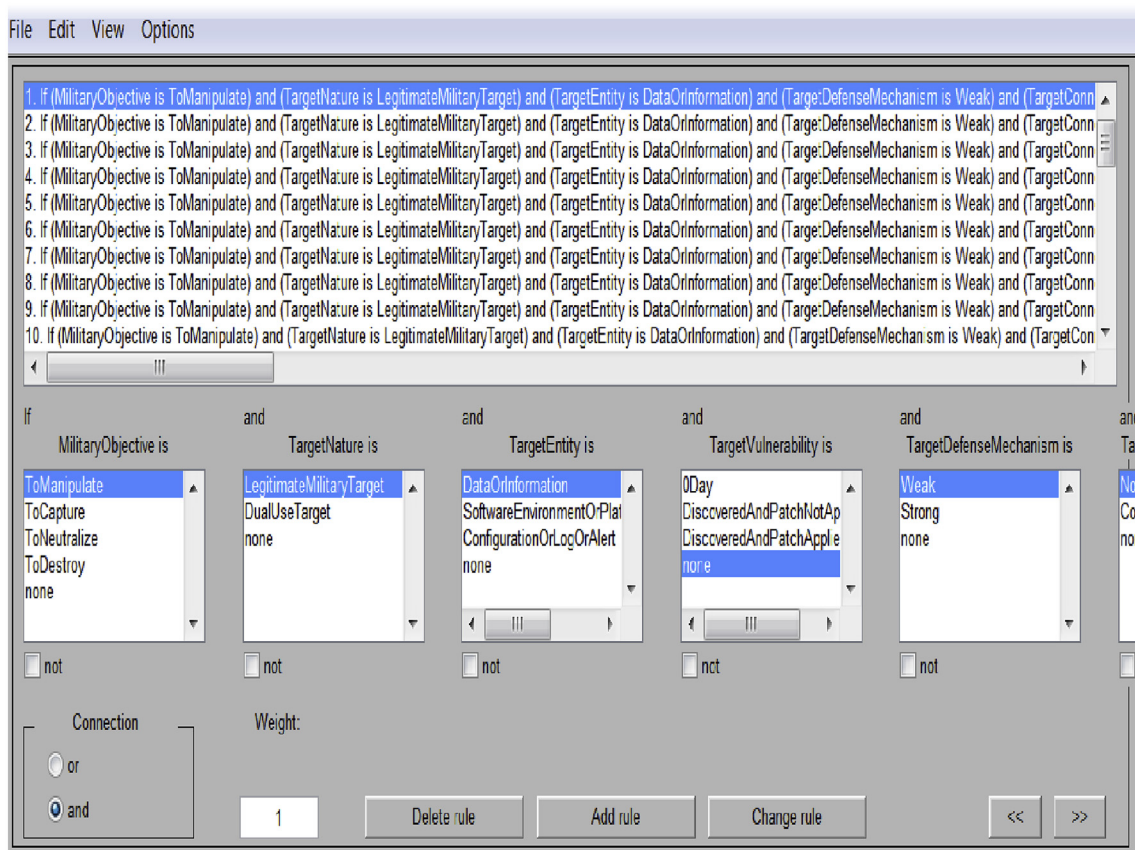 File Edit View Options
1. If (MilitaryObjective is ToManipulate) and (TargetNature is LegitimateMilitaryTarget) and (TargetEntity is DataOrInformation) and (TargetDefenseMechanism is Weak) and (TargetConn
2. If (MilitaryObjective is ToManipulate) and (TargetNature is LegitimateMilitaryTarget) and (TargetEntity is DataOrInformation) and (TargetDefenseMechanism is Weak) and (TargetConn
3. If (MilitaryObjective is ToManipulate) and (TargetNature is LegitimateMilitaryTarget) and (TargetEntity is DataOrInformation) and (TargetDefenseMechanism is Weak) and (TargetConn
4. If (MilitaryObjective is ToManipulate) and (TargetNature is LegitimateMilitaryTarget) and (TargetEntity is DataOrInformation) and (TargetDefenseMechanism is Weak) and (TargetConn
5. If (MilitaryObjective is ToManipulate) and (TargetNature is LegitimateMilitaryTarget) and (TargetEntity is DataOrInformation) and (TargetDefenseMechanism is Weak) and (TargetConn
6. If (MilitaryObjective is ToManipulate) and (TargetNature is LegitimateMilitaryTarget) and (TargetEntity is DataOrInformation) and (TargetDefenseMechanism is Weak) and (TargetConn
7. If (MilitaryObjective is ToManipulate) and (TargetNature is LegitimateMilitaryTarget) and (TargetEntity is DataOrInformation) and (TargetDefenseMechanism is Weak) and (TargetConn
8. If (MilitaryObjective is ToManipulate) and (TargetNature is LegitimateMilitaryTarget) and (TargetEntity is DataOrInformation) and (TargetDefenseMechanism is Weak) and (TargetConn
9. If (MilitaryObjective is ToManipulate) and (TargetNature is LegitimateMilitaryTarget) and (TargetEntity is DataOrInformation) and (TargetDefenseMechanism is Weak) and (TargetConn
10. If (MilitaryObjective is ToManipulate) and (TargetNature is LegitimateMilitaryTarget) and (TargetEntity is DataOrInformation) and (TargetDefenseMechanism is Weak) and (TargetCon
If
MilitaryObjective is
ToManipulate
ToCapture
ToNeutralize
ToDestroy
none
not
and
TargetNature is
LegitimateMilitaryTarget
DualUseTarget
none
not
and
TargetEntity is
DataOrInformation
SoftwareEnvironmentOrPlat
ConfigurationOrLogOrAlert
none
not
and
TargetVulnerability is
0Day
DiscoveredAndPatchNotAp
DiscoveredAndPatchApplie
none
not
and
TargetDefenseMechanism is
Weak
Strong
none
not
and
Ta
No
Co
no
Connection
or
and
Weight:
1
Delete rule
Add rule
Change rule
<<
>>